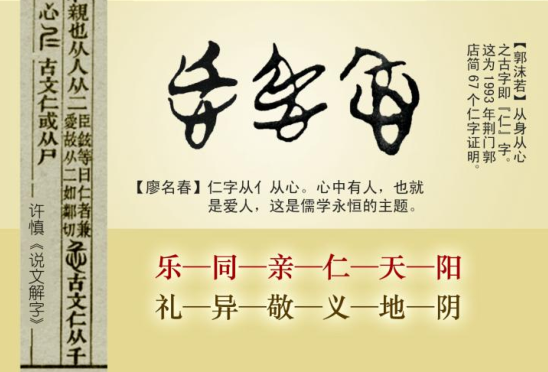 親也从人从二
臣鉉等曰仁者兼
愛故从二如鄰切
忎古文仁从千
心𡰥古文仁或从尸
许慎《说文解字》
【郭沫若】从身从心
之古字即『仁』字。
这为1993年荆门郭
店简67个仁字证明。
【廖名春】仁字从亻从心。心中有人，也就
是爱人，这是儒学永恒的主题。
乐—同—亲—仁—天—阳
礼—异—敬—义—地—阴